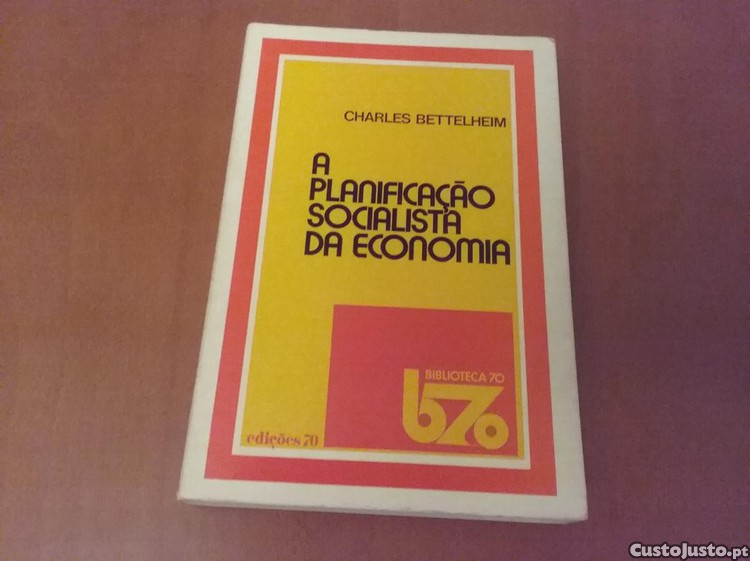 CHARLES BETTELHEIM
A
PLANIFICAÇÃO
SOCIALISTA
DA ECONOMIA
BIBLIOTECA 70
b70
edições 70
CustoJusto.pt